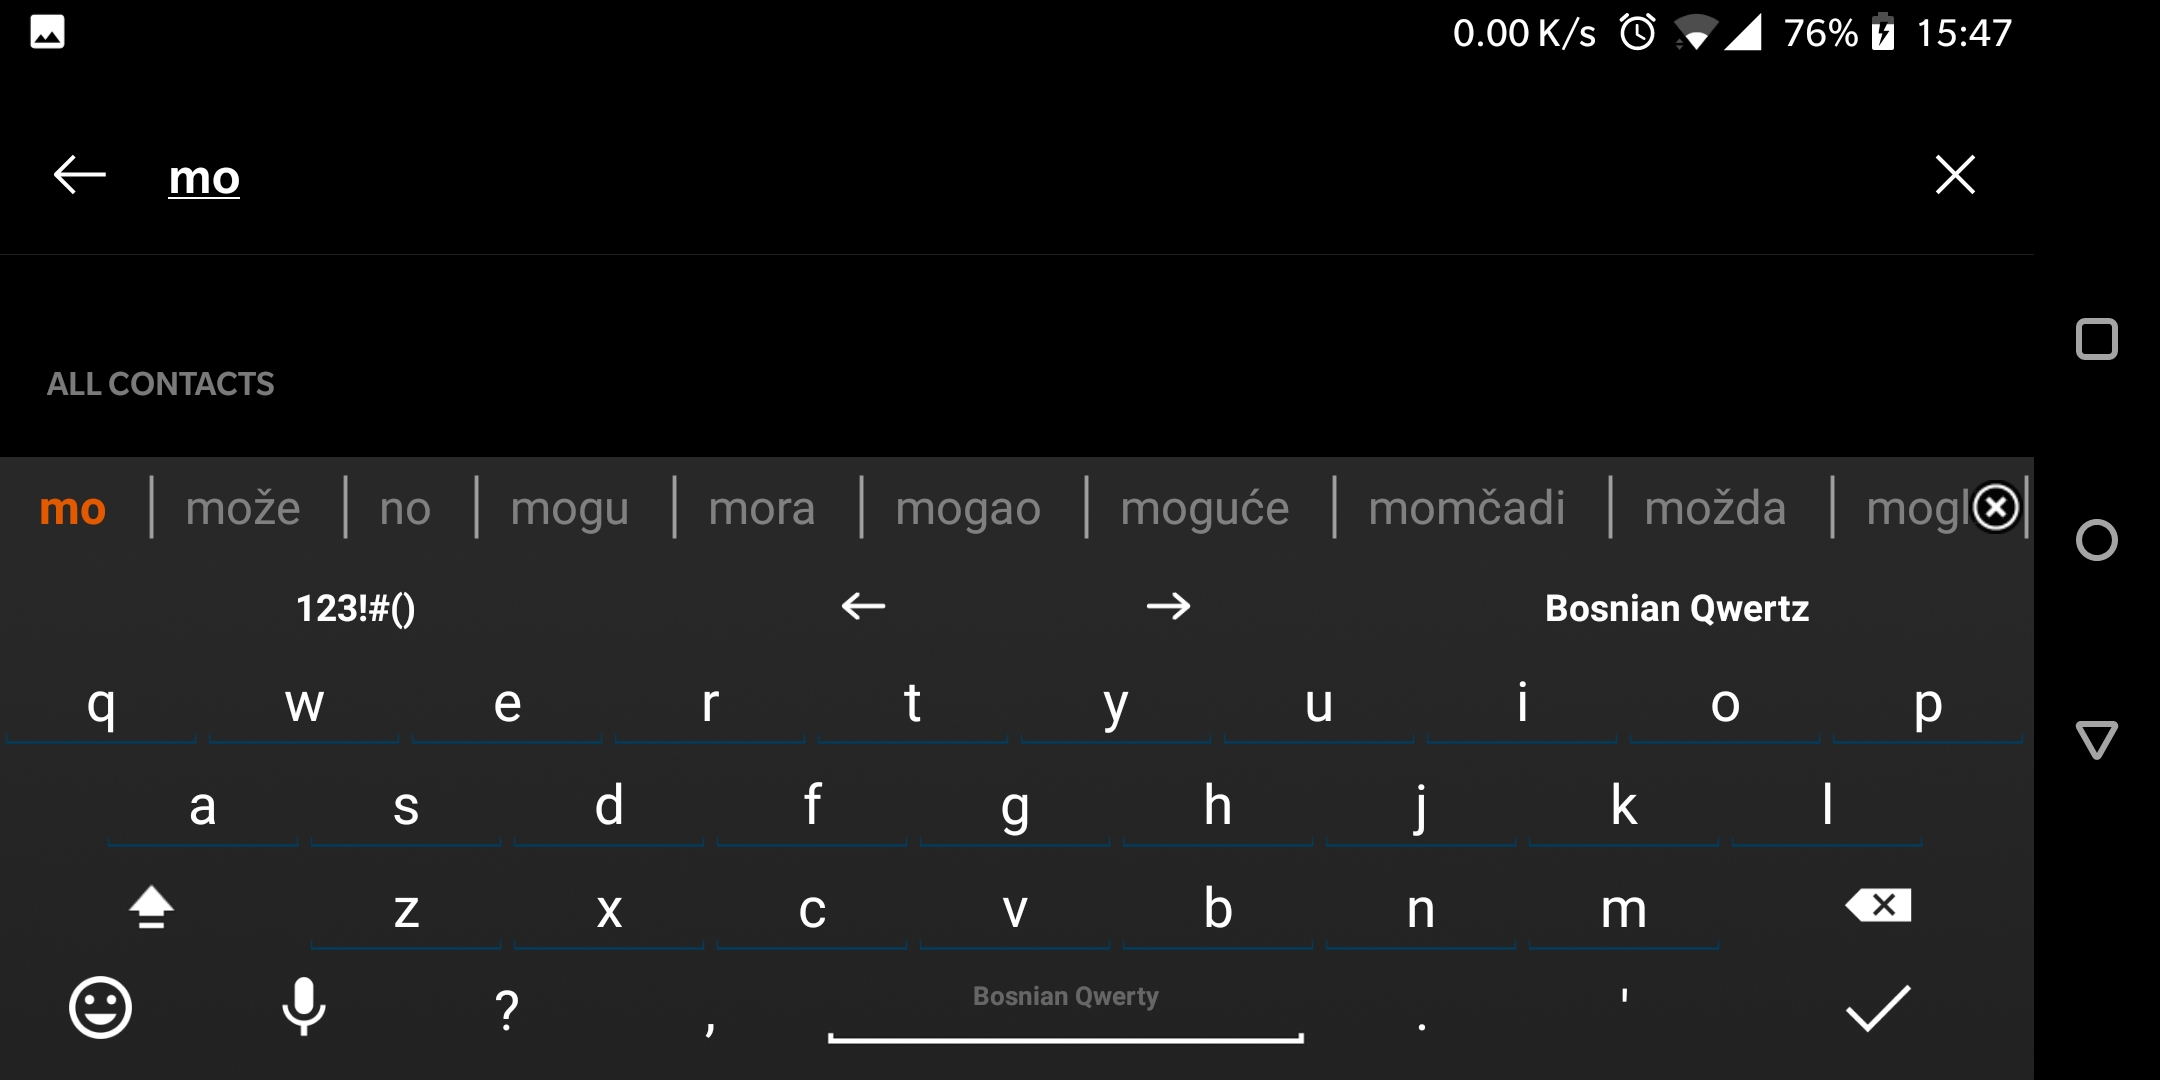 0.00 K/s 76% 15:47
mo
ALL CONTACTS
mo može no mogu mora mogao moguće momčadi možda mogl
123!#() Bosnian Qwertz
q w e r t y u i o p
a s d f g h j k l
z x c v b n m
? , Bosnian Qwerty . '